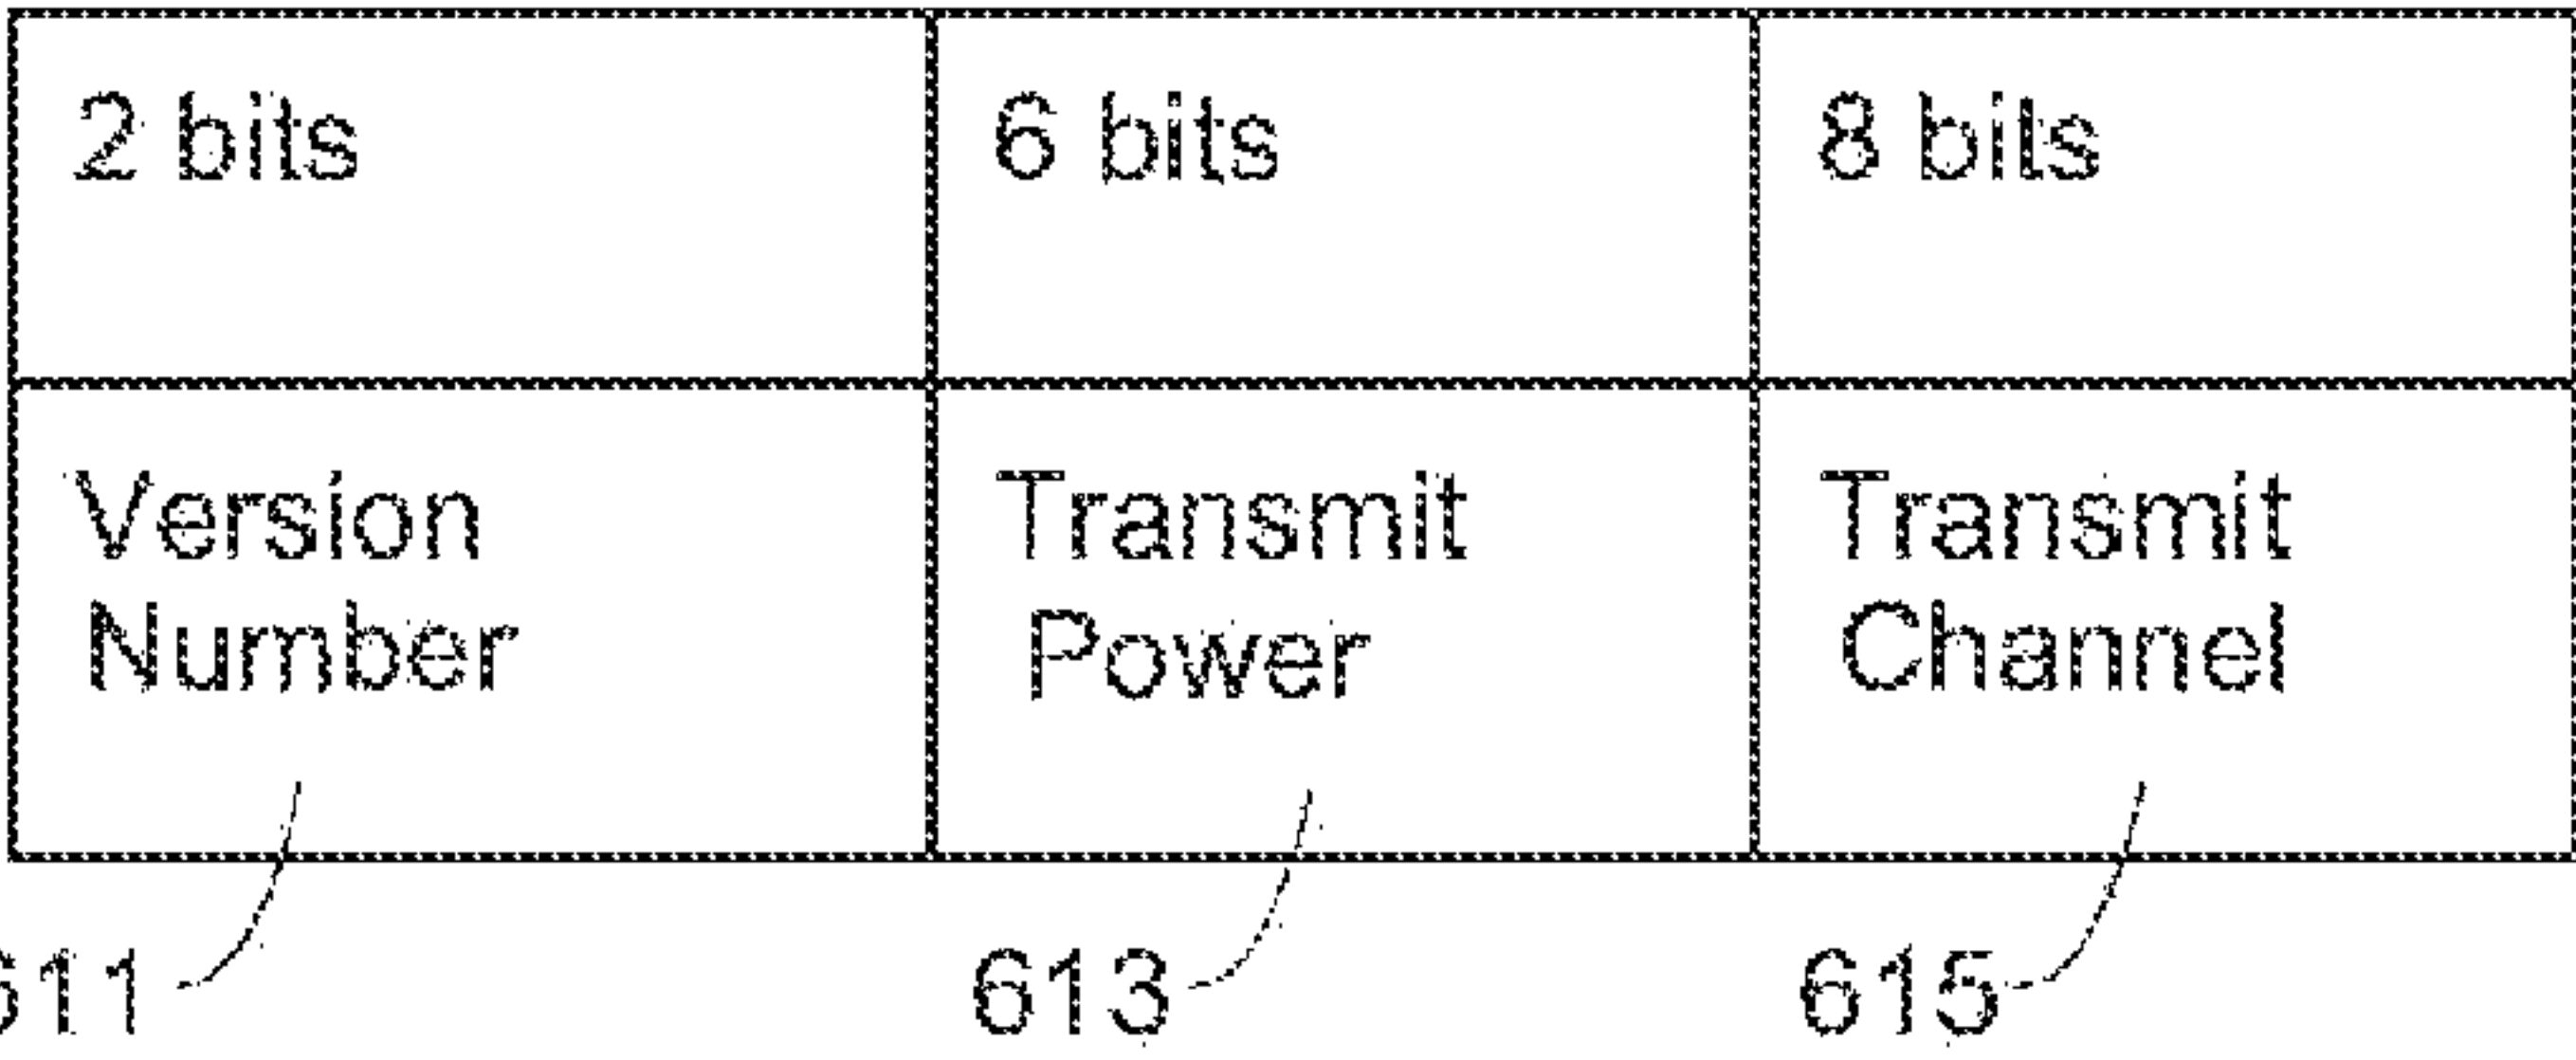 2 bits 6 bits 8 bits
Version Transmit Transmit
Number Power Channel
611 613 615